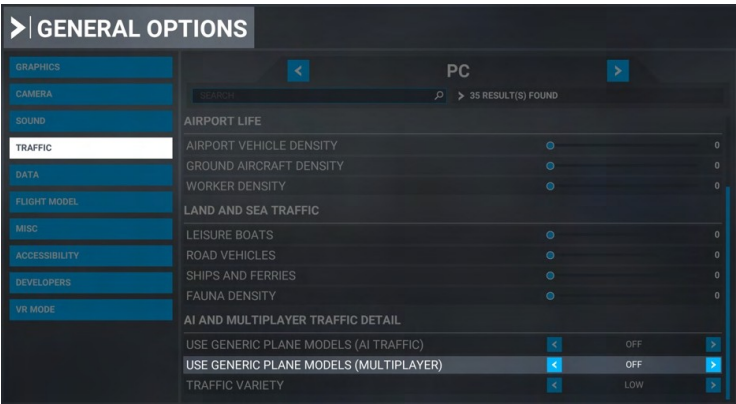 GENERAL OPTIONS
GRAPHICS
CAMERA
SOUND
TRAFFIC
DATA
FLIGHT MODEL
MISC
ACCESSIBILITY
DEVELOPERS
VR MODE
PC
SEARCH 35 RESULT(S) FOUND
AIRPORT LIFE
AIRPORT VEHICLE DENSITY 0
GROUND AIRCRAFT DENSITY 0
WORKER DENSITY 0
LAND AND SEA TRAFFIC
LEISURE BOATS 0
ROAD VEHICLES 0
SHIPS AND FERRIES 0
FAUNA DENSITY 0
AI AND MULTIPLAYER TRAFFIC DETAIL
USE GENERIC PLANE MODELS (AI TRAFFIC) OFF
USE GENERIC PLANE MODELS (MULTIPLAYER) OFF
TRAFFIC VARIETY LOW